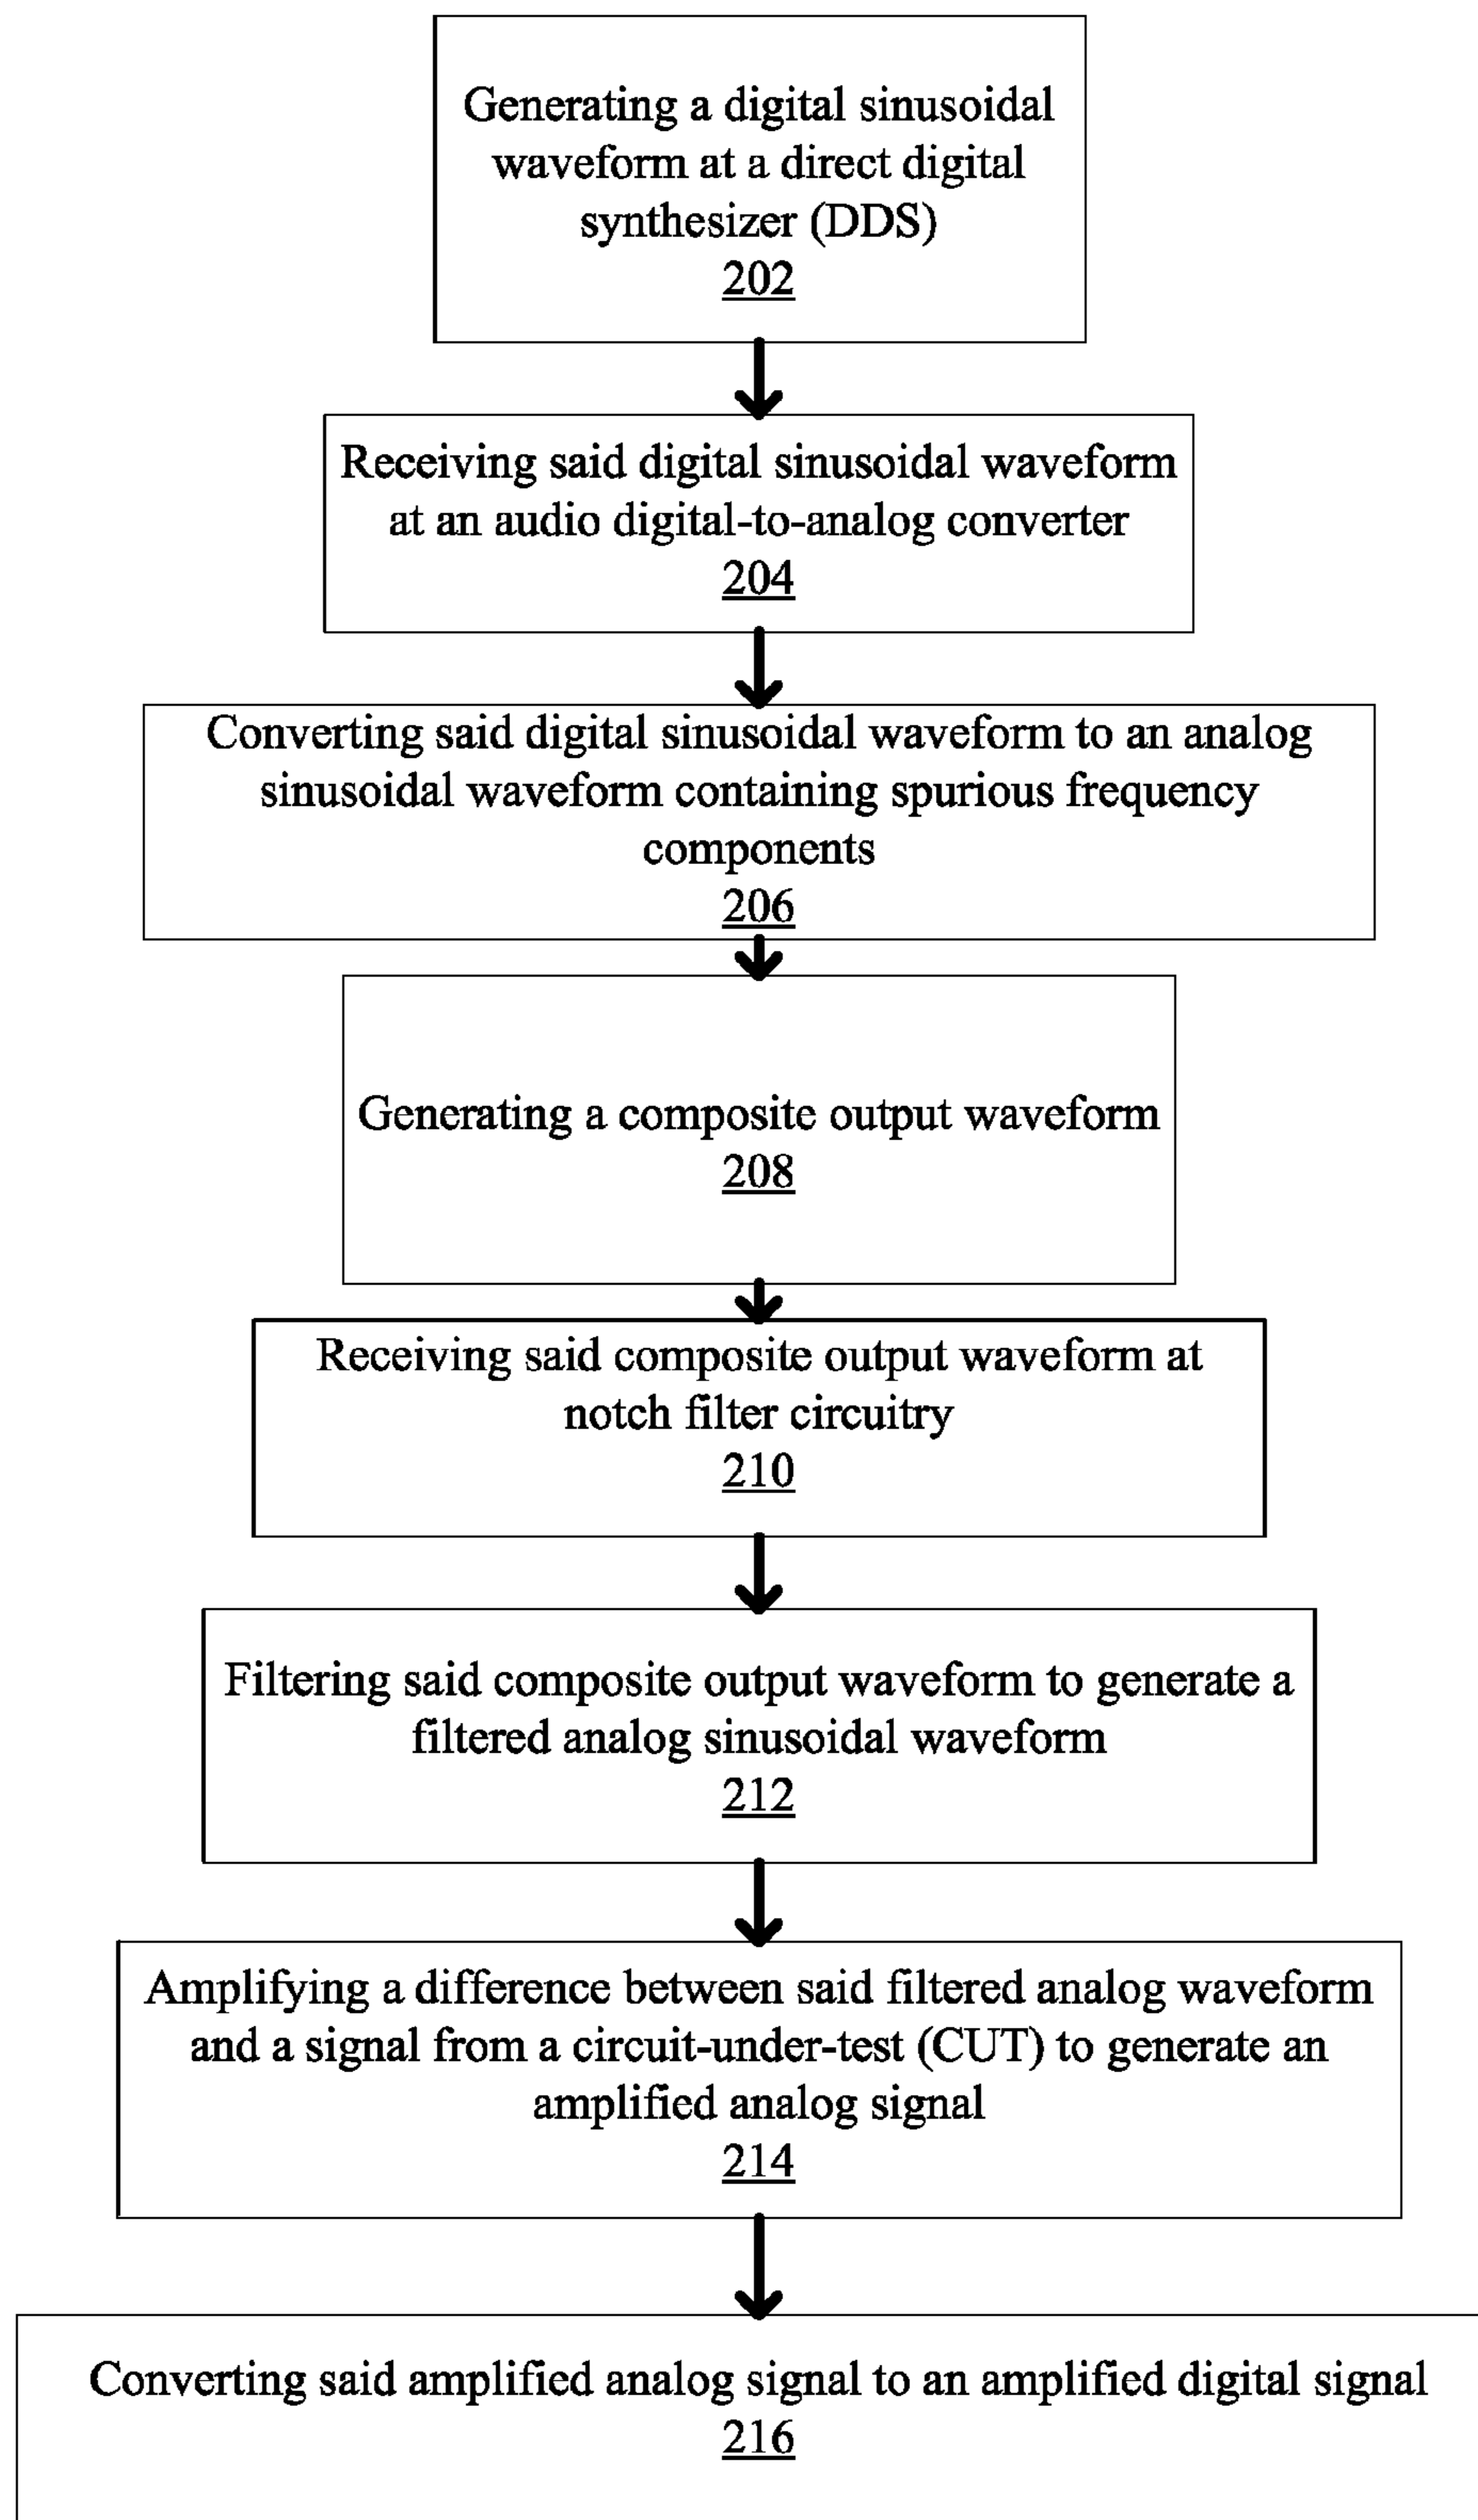 Generating a digital sinusoidal
waveform at a direct digital
synthesizer (DDS)
202
Receiving said digital sinusoidal waveform
at an audio digital-to-analog converter
204
Converting said digital sinusoidal waveform to an analog
sinusoidal waveform containing spurious frequency
components
206
Generating a composite output waveform
208
Receiving said composite output waveform at
notch filter circuitry
210
Filtering said composite output waveform to generate a
filtered analog sinusoidal waveform
212
Amplifying a difference between said filtered analog waveform
and a signal from a circuit-under-test (CUT) to generate an
amplified analog signal
214
Converting said amplified analog signal to an amplified digital signal
216